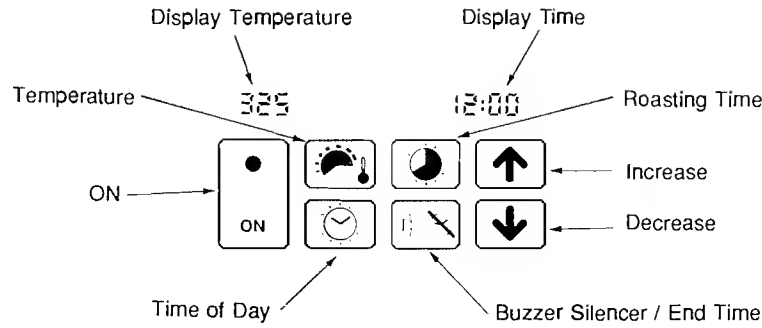 Display Temperature
Display Time
Temperature
325
12:00
Roasting Time
ON
ON
Increase
Decrease
Time of Day
Buzzer Silencer / End Time